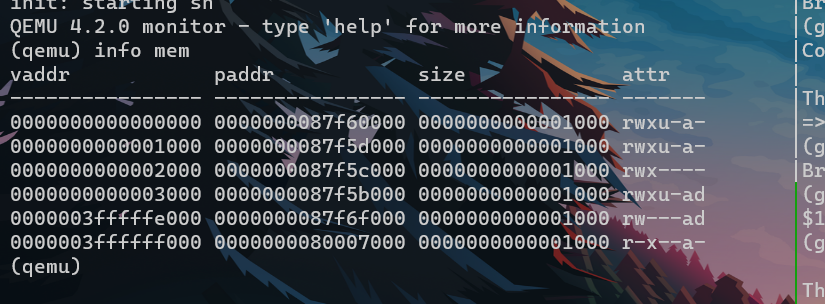 init: starting sh
QEMU 4.2.0 monitor - type 'help' for more information
(qemu) info mem
vaddr            paddr            size             attr
---------------- ---------------- ---------------- -------
0000000000000000 0000000087f60000 0000000000001000 rwxu-a-
0000000000001000 0000000087f5d000 0000000000001000 rwxu-a-
0000000000002000 0000000087f5c000 0000000000001000 rwx----
0000000000003000 0000000087f5b000 0000000000001000 rwxu-ad
0000003fffffe000 0000000087f6f000 0000000000001000 rw---ad
0000003ffffff000 0000000080007000 0000000000001000 r-x--a-
(qemu)
Br
(g
Co
Th
=>
(g
Br
(g
$1
(g
Th